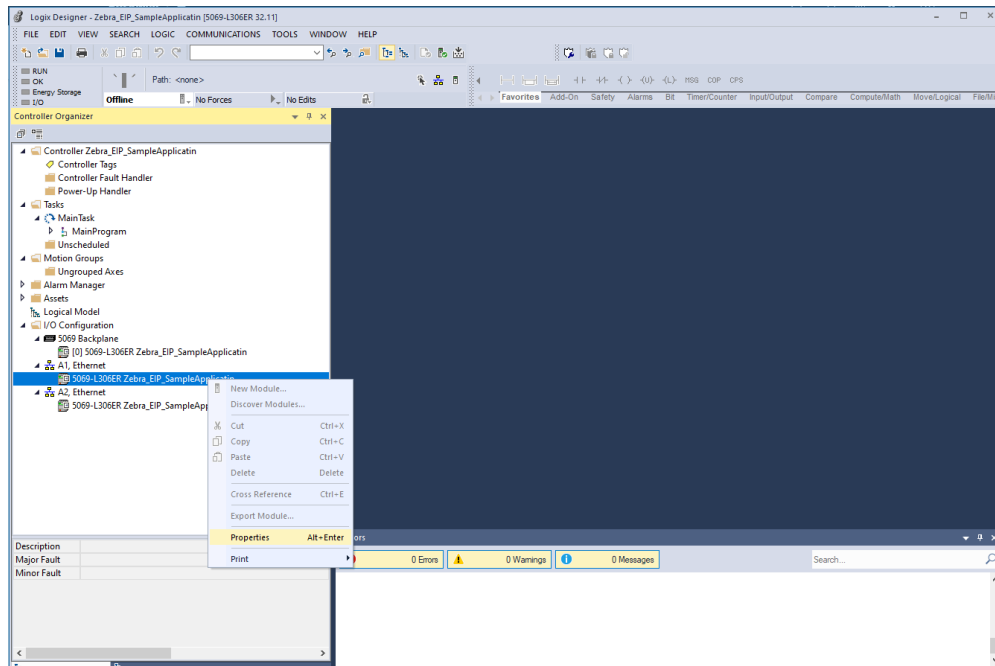 Logix Designer - Zebra_EIP_SampleApplicatin [5069-L306ER 32.11]
FILE EDIT VIEW SEARCH LOGIC COMMUNICATIONS TOOLS WINDOW HELP
RUN
OK
Energy Storage
I/O
Path: <none>
Offline No Forces No Edits
MSG COP CPS
Favorites Add-On Safety Alarms Bit Timer/Counter Input/Output Compare Compute/Math Move/Logical
Controller Organizer
Controller Zebra_EIP_SampleApplicatin
Controller Tags
Controller Fault Handler
Power-Up Handler
Tasks
MainTask
MainProgram
Unscheduled
Motion Groups
Ungrouped Axes
Alarm Manager
Assets
Logical Model
I/O Configuration
5069 Backplane
[0] 5069-L306ER Zebra_EIP_SampleApplicatin
A1, Ethernet
5069-L306ER Zebra_EIP_SampleApplicatin
A2, Ethernet
5069-L306ER Zebra_EIP_SampleAp
New Module...
Discover Modules...
Cut Ctrl+X
Copy Ctrl+C
Paste Ctrl+V
Delete Delete
Cross Reference Ctrl+E
Export Module...
Properties Alt+Enter
Print
Description
Major Fault
Minor Fault
0 Errors 0 Warnings 0 Messages Search...